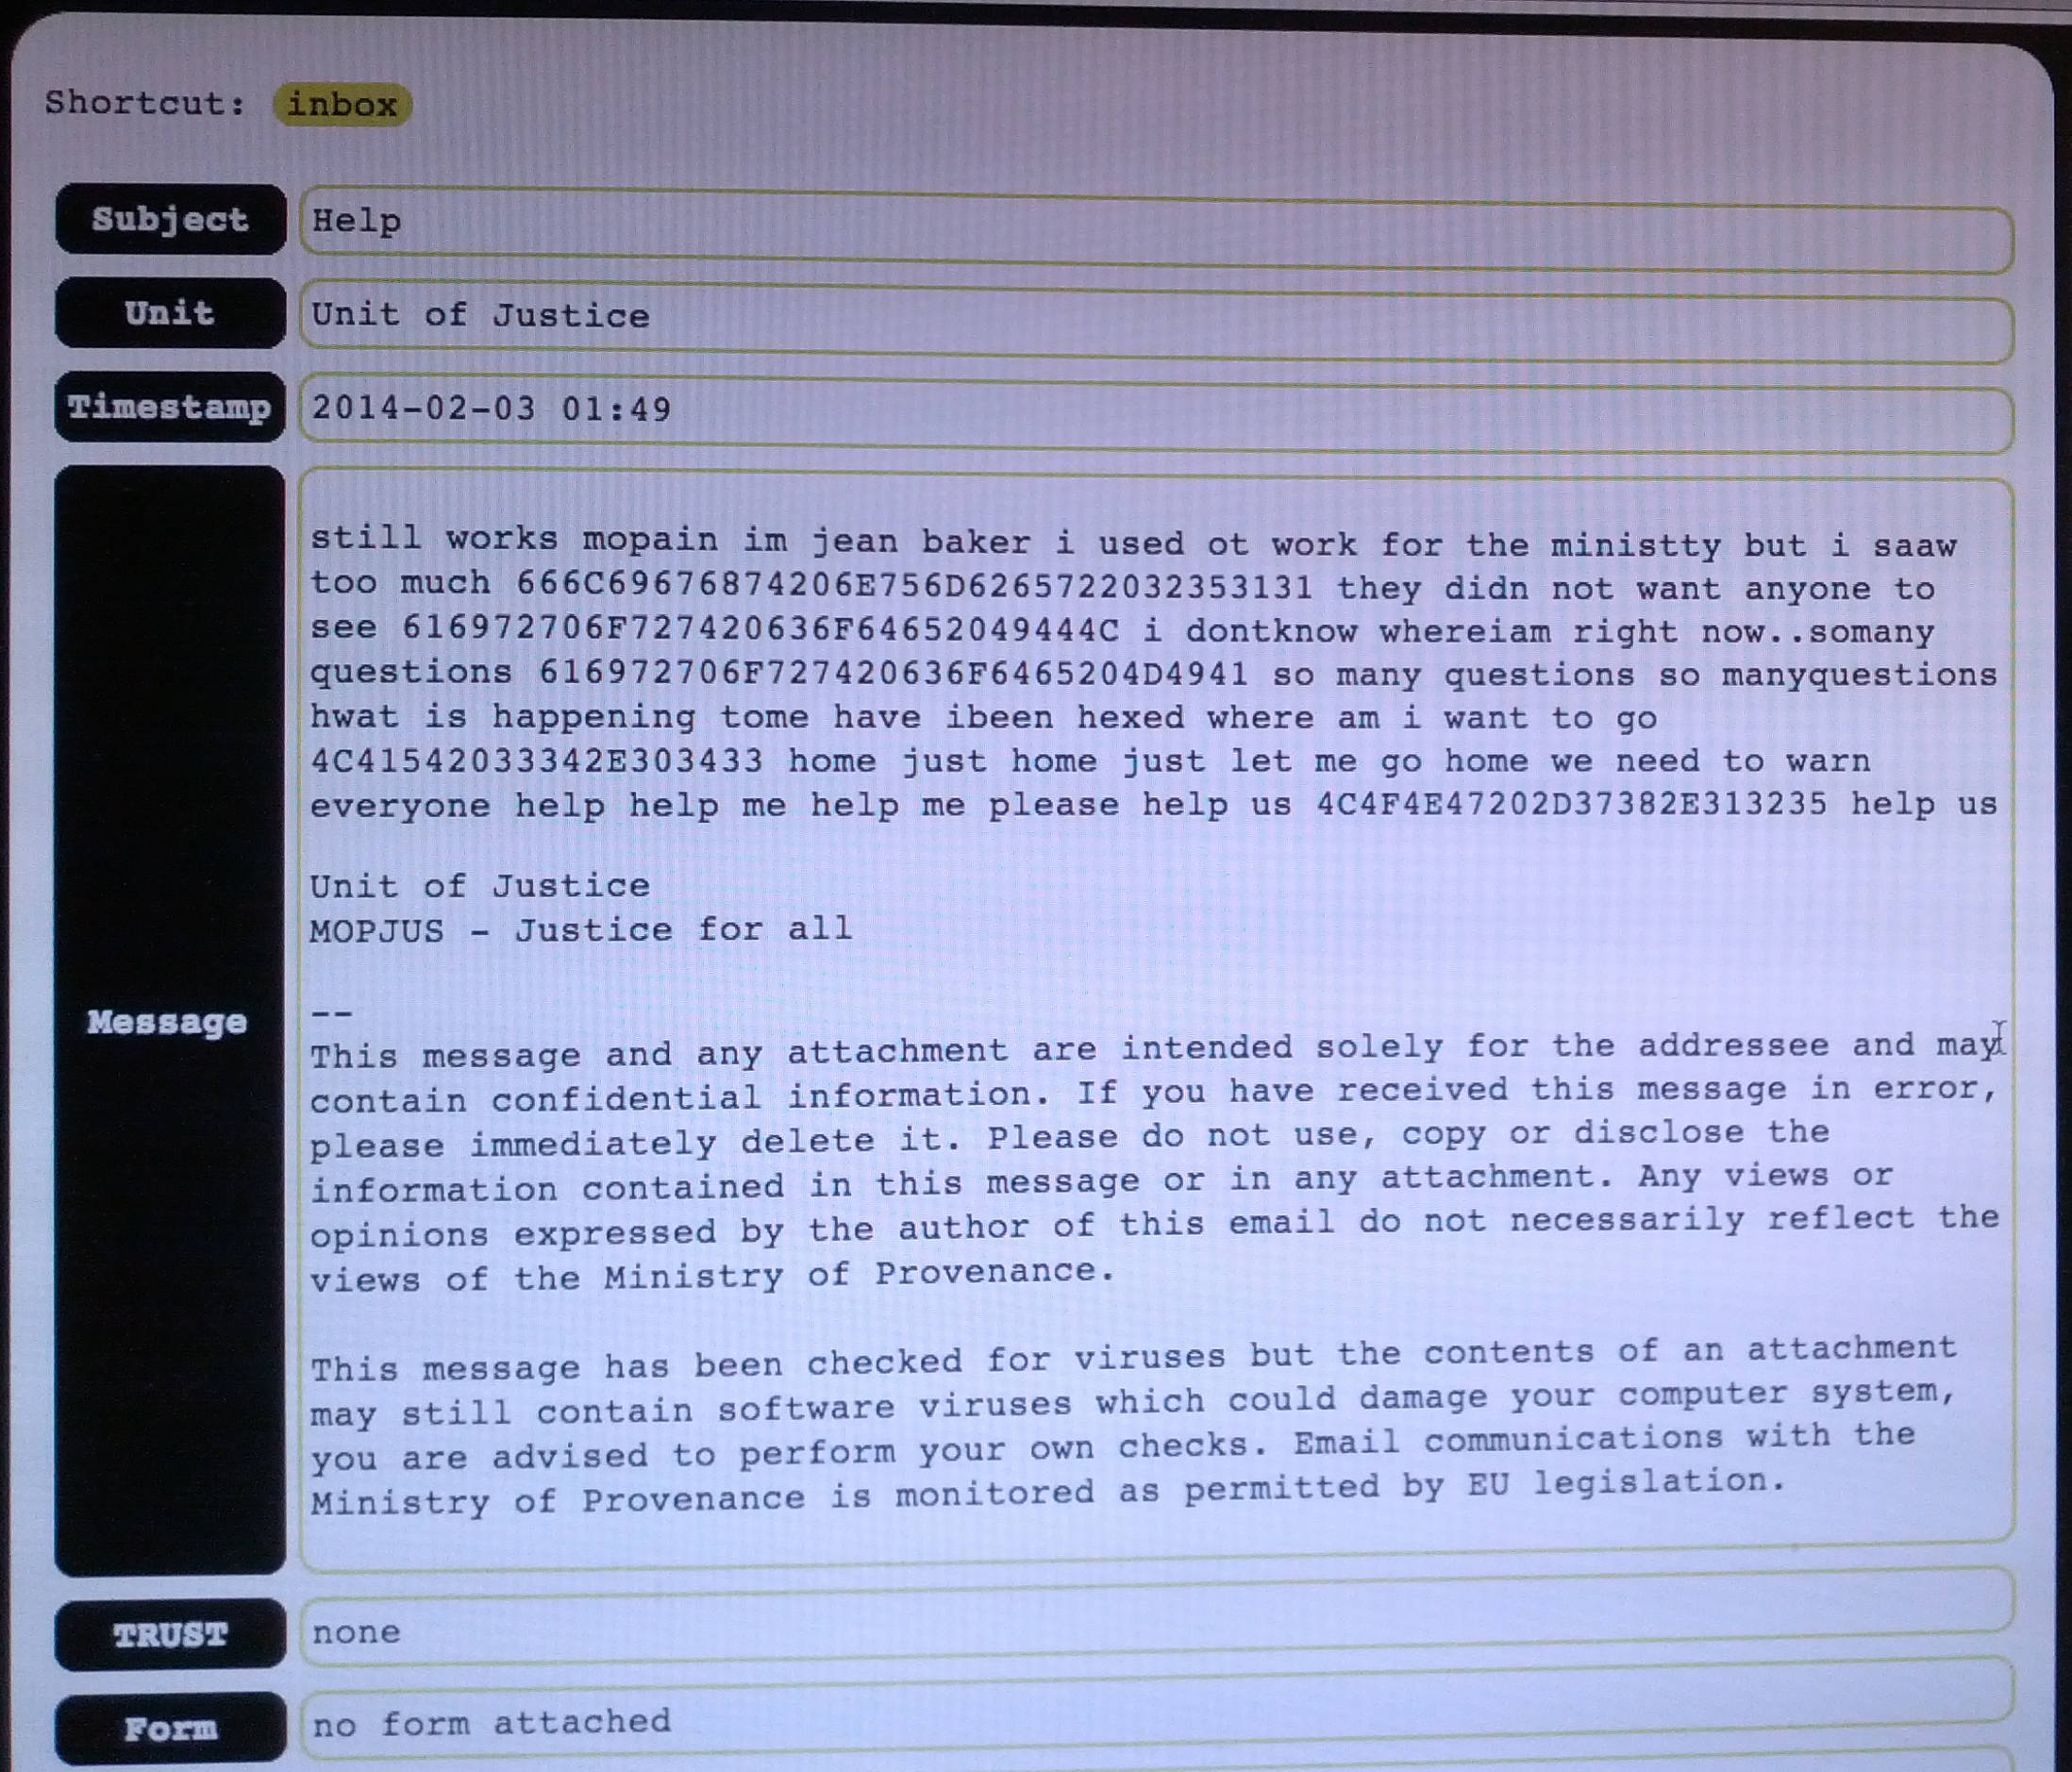 Shortcut: inbox
Subject
Help
Unit
Unit of Justice
Timestamp
2014-02-03 01:49
Message
still works mopain im jean baker i used ot work for the ministty but i saaw
too much 666C69676874206E756D6265722032353131 they didn not want anyone to
see 616972706F727420636F64652049444C i dontknow whereiam right now..somany
questions 616972706F727420636F6465204D4941 so many questions so manyquestions
hwat is happening tome have ibeen hexed where am i want to go
4C41542033342E303433 home just home just let me go home we need to warn
everyone help help me help me please help us 4C4F4E47202D37382E313235 help us
Unit of Justice
MOPJUS - Justice for all
--
This message and any attachment are intended solely for the addressee and may
contain confidential information. If you have received this message in error,
please immediately delete it. Please do not use, copy or disclose the
information contained in this message or in any attachment. Any views or
opinions expressed by the author of this email do not necessarily reflect the
views of the Ministry of Provenance.
This message has been checked for viruses but the contents of an attachment
may still contain software viruses which could damage your computer system,
you are advised to perform your own checks. Email communications with the
Ministry of Provenance is monitored as permitted by EU legislation.
TRUST
none
Form
no form attached